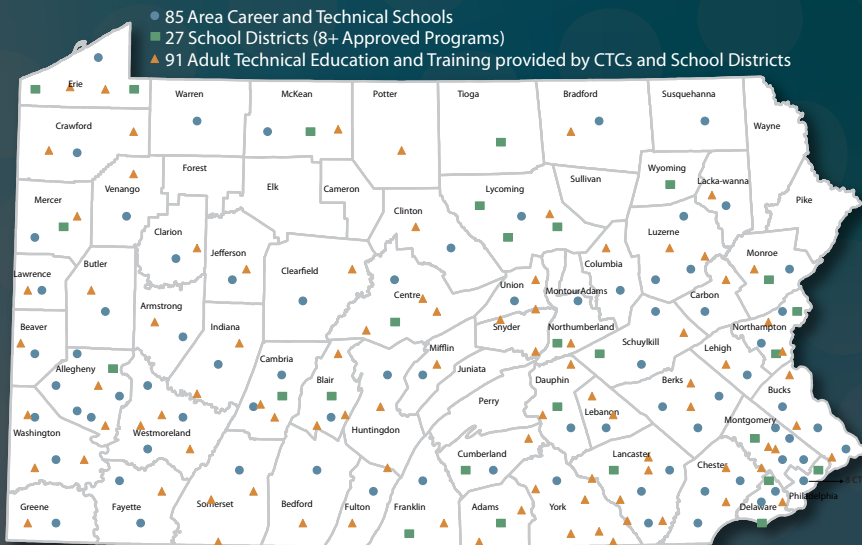 85 Area Career and Technical Schools
27 School Districts (8+ Approved Programs)
91 Adult Technical Education and Training provided by CTCs and School Districts
Erie
Warren
McKean
Potter
Tioga
Bradford
Susquehanna
Wayne
Crawford
Forest
Wyoming
Lacka-wanna
Venango
Elk
Cameron
Lycoming
Sullivan
Mercer
Pike
Clinton
Clarion
Luzerne
Jefferson
Monroe
Lawrence
Butler
Clearfield
Columbia
Centre
Union
MontourAdams
Carbon
Armstrong
Beaver
Indiana
Snyder
Northumberland
Northampton
Schuylkill
Mifflin
Lehigh
Cambria
Allegheny
Juniata
Blair
Dauphin
Berks
Bucks
Perry
Lebanon
Montgomery
Washington
Westmoreland
Huntingdon
Cumberland
Lancaster
Chester
Philadelphia
Greene
Fayette
Somerset
Bedford
Fulton
Franklin
Adams
York
Delaware